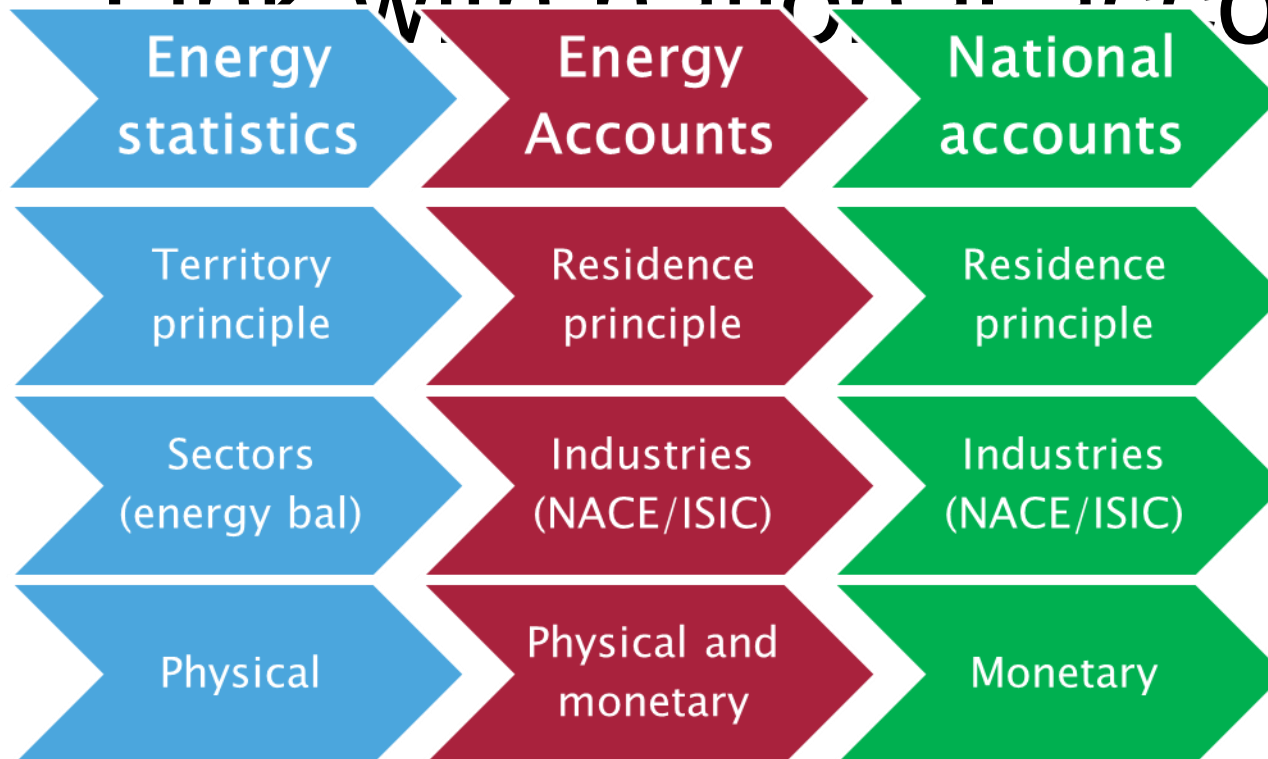 Energy
statistics
Energy
Accounts
National
accounts
Territory
principle
Residence
principle
Residence
principle
Sectors
(energy bal)
Industries
(NACE/ISIC)
Industries
(NACE/ISIC)
Physical
Physical and
monetary
Monetary